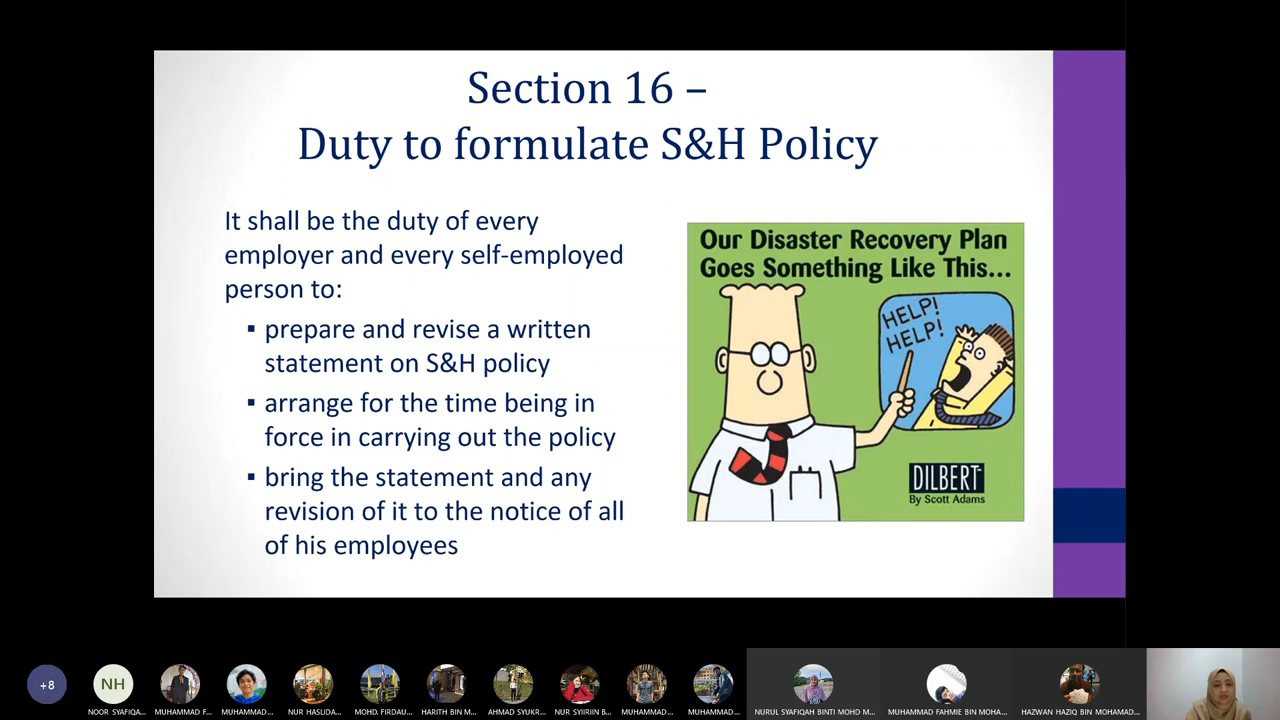 Section 16 –
Duty to formulate S&H Policy
It shall be the duty of every
employer and every self-employed
person to:
▪ prepare and revise a written
statement on S&H policy
▪ arrange for the time being in
force in carrying out the policy
▪ bring the statement and any
revision of it to the notice of all
of his employees
Our Disaster Recovery Plan
Goes Something Like This...
HELP!
HELP!
DILBERT
By Scott Adams
+8
NH
NOOR SYAFIQA...
MUHAMMAD F...
MUHAMMAD ...
NUR HASLIDA...
MOHD. FIRDAU...
HARITH BIN M...
AHMAD SYUKR...
NUR SYIIRIIN B...
MUHAMMAD...
MUHAMMAD...
NURUL SYAFIQAH BINTI MOHD M...
MUHAMMAD FAHMIE BIN MOHA...
HAZWAN HAZIQ BIN MOHAMAD...